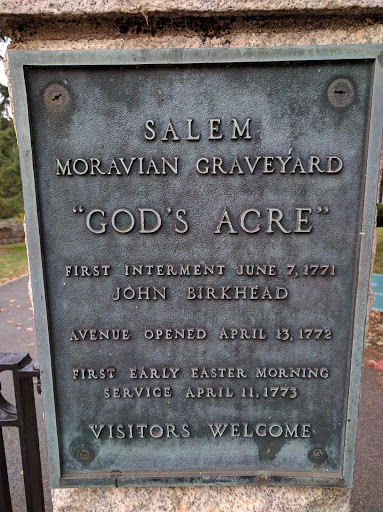 SALEM
MORAVIAN GRAVEYARD
"GOD'S ACRE"
FIRST INTERMENT JUNE 7, 1771
JOHN BIRKHEAD
AVENUE OPENED APRIL 13, 1772
FIRST EARLY EASTER MORNING
SERVICE APRIL 11, 1773
VISITORS WELCOME